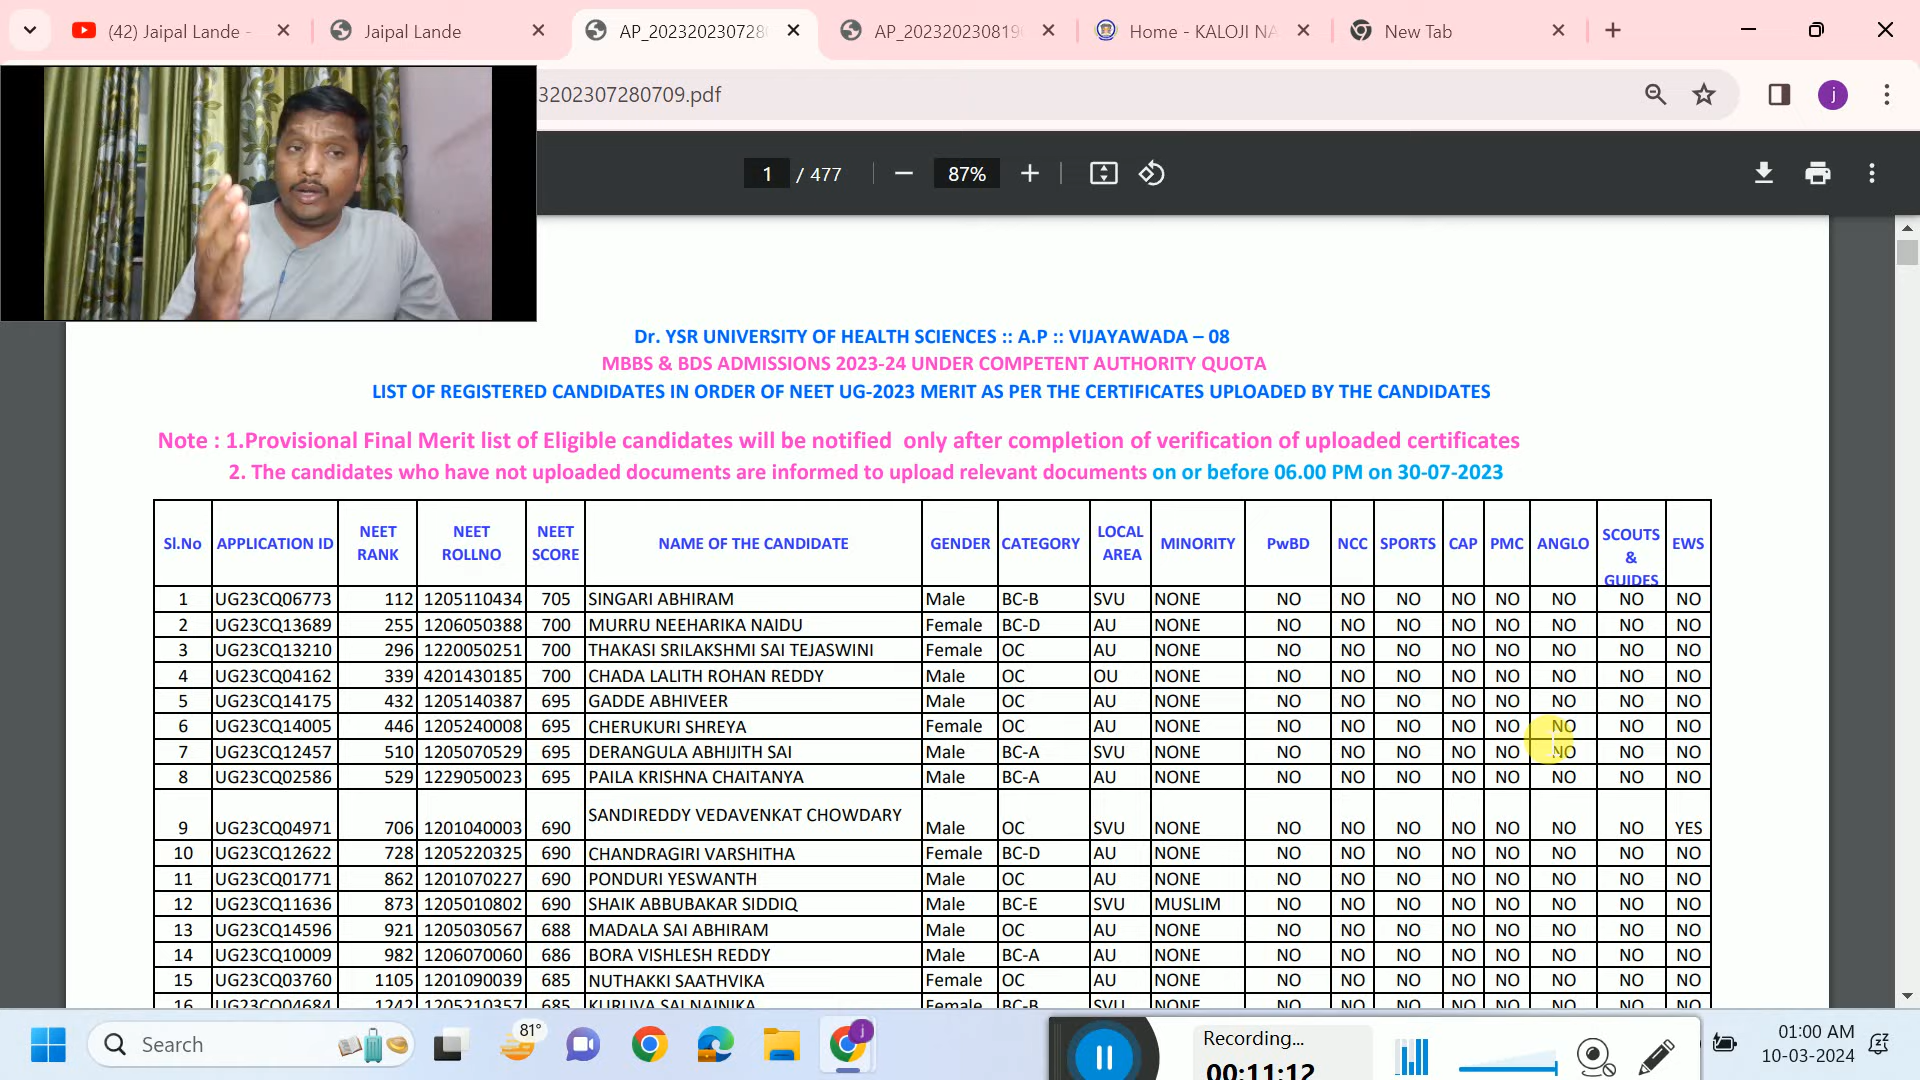 (42) Jaipal Lande -
Jaipal Lande
AP_2023202307280
AP_202320230819
Home - KALOJI NA
New Tab
3202307280709.pdf
j
1 / 477
87%
Dr. YSR UNIVERSITY OF HEALTH SCIENCES :: A.P :: VIJAYAWADA – 08
MBBS & BDS ADMISSIONS 2023-24 UNDER COMPETENT AUTHORITY QUOTA
LIST OF REGISTERED CANDIDATES IN ORDER OF NEET UG-2023 MERIT AS PER THE CERTIFICATES UPLOADED BY THE CANDIDATES
Note : 1.Provisional Final Merit list of Eligible candidates will be notified only after completion of verification of uploaded certificates
2. The candidates who have not uploaded documents are informed to upload relevant documents on or before 06.00 PM on 30-07-2023
Sl.No APPLICATION ID NEET RANK NEET ROLLNO NEET SCORE NAME OF THE CANDIDATE GENDER CATEGORY LOCAL AREA MINORITY PwBD NCC SPORTS CAP PMC ANGLO SCOUTS & GUIDES EWS
1 UG23CQ06773 112 1205110434 705 SINGARI ABHIRAM Male BC-B SVU NONE NO NO NO NO NO NO NO NO
2 UG23CQ13689 255 1206050388 700 MURRU NEEHARIKA NAIDU Female BC-D AU NONE NO NO NO NO NO NO NO NO
3 UG23CQ13210 296 1220050251 700 THAKASI SRILAKSHMI SAI TEJASWINI Female OC AU NONE NO NO NO NO NO NO NO NO
4 UG23CQ04162 339 4201430185 700 CHADA LALITH ROHAN REDDY Male OC OU NONE NO NO NO NO NO NO NO NO
5 UG23CQ14175 432 1205140387 695 GADDE ABHIVEER Male OC AU NONE NO NO NO NO NO NO NO NO
6 UG23CQ14005 446 1205240008 695 CHERUKURI SHREYA Female OC AU NONE NO NO NO NO NO NO NO NO
7 UG23CQ12457 510 1205070529 695 DERANGULA ABHIJITH SAI Male BC-A SVU NONE NO NO NO NO NO NO NO NO
8 UG23CQ02586 529 1229050023 695 PAILA KRISHNA CHAITANYA Male BC-A AU NONE NO NO NO NO NO NO NO NO
9 UG23CQ04971 706 1201040003 690 SANDIREDDY VEDAVENKAT CHOWDARY Male OC SVU NONE NO NO NO NO NO NO NO YES
10 UG23CQ12622 728 1205220325 690 CHANDRAGIRI VARSHITHA Female BC-D AU NONE NO NO NO NO NO NO NO NO
11 UG23CQ01771 862 1201070227 690 PONDURI YESWANTH Male OC AU NONE NO NO NO NO NO NO NO NO
12 UG23CQ11636 873 1205010802 690 SHAIK ABBUBAKAR SIDDIQ Male BC-E SVU MUSLIM NO NO NO NO NO NO NO NO
13 UG23CQ14596 921 1205030567 688 MADALA SAI ABHIRAM Male OC AU NONE NO NO NO NO NO NO NO NO
14 UG23CQ10009 982 1206070060 686 BORA VISHLESH REDDY Male BC-A AU NONE NO NO NO NO NO NO NO NO
15 UG23CQ03760 1105 1201090039 685 NUTHAKKI SAATHVIKA Female OC AU NONE NO NO NO NO NO NO NO NO
16 UG23CQ04684 1242 1205210357 685 KURUVA SAI NAINIKA Female BC-B SVU NONE NO NO NO NO NO NO NO NO
Search
81°
j
Recording...
00:11:12
01:00 AM
10-03-2024